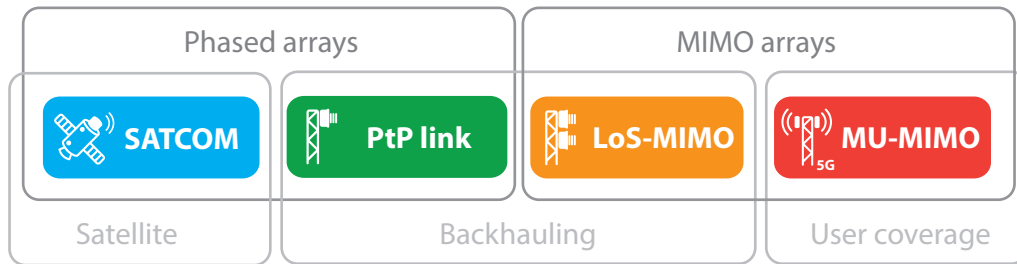 Phased arrays
MIMO arrays
SATCOM
PtP link
LoS-MIMO
5G
MU-MIMO
Satellite
Backhauling
User coverage